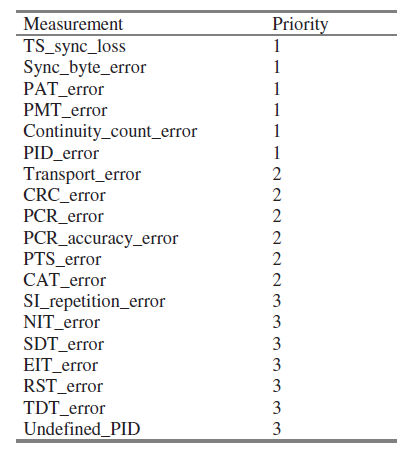 Measurement Priority
TS_sync_loss 1
Sync_byte_error 1
PAT_error 1
PMT_error 1
Continuity_count_error 1
PID_error 1
Transport_error 2
CRC_error 2
PCR_error 2
PCR_accuracy_error 2
PTS_error 2
CAT_error 2
SI_repetition_error 3
NIT_error 3
SDT_error 3
EIT_error 3
RST_error 3
TDT_error 3
Undefined_PID 3